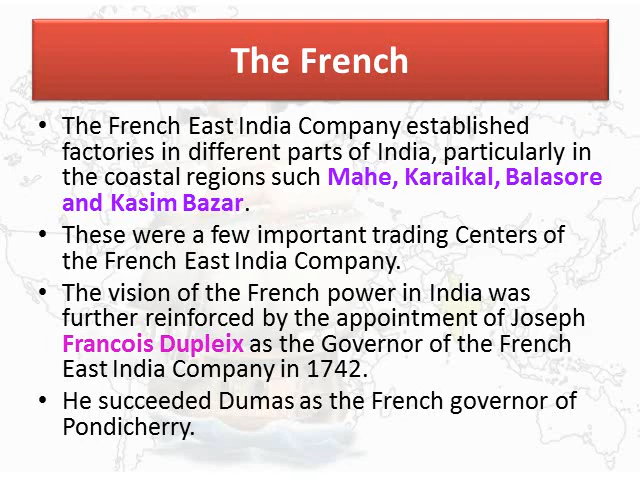 The French
• The French East India Company established
factories in different parts of India, particularly in
the coastal regions such Mahe, Karaikal, Balasore
and Kasim Bazar.
• These were a few important trading Centers of
the French East India Company.
• The vision of the French power in India was
further reinforced by the appointment of Joseph
Francois Dupleix as the Governor of the French
East India Company in 1742.
• He succeeded Dumas as the French governor of
Pondicherry.